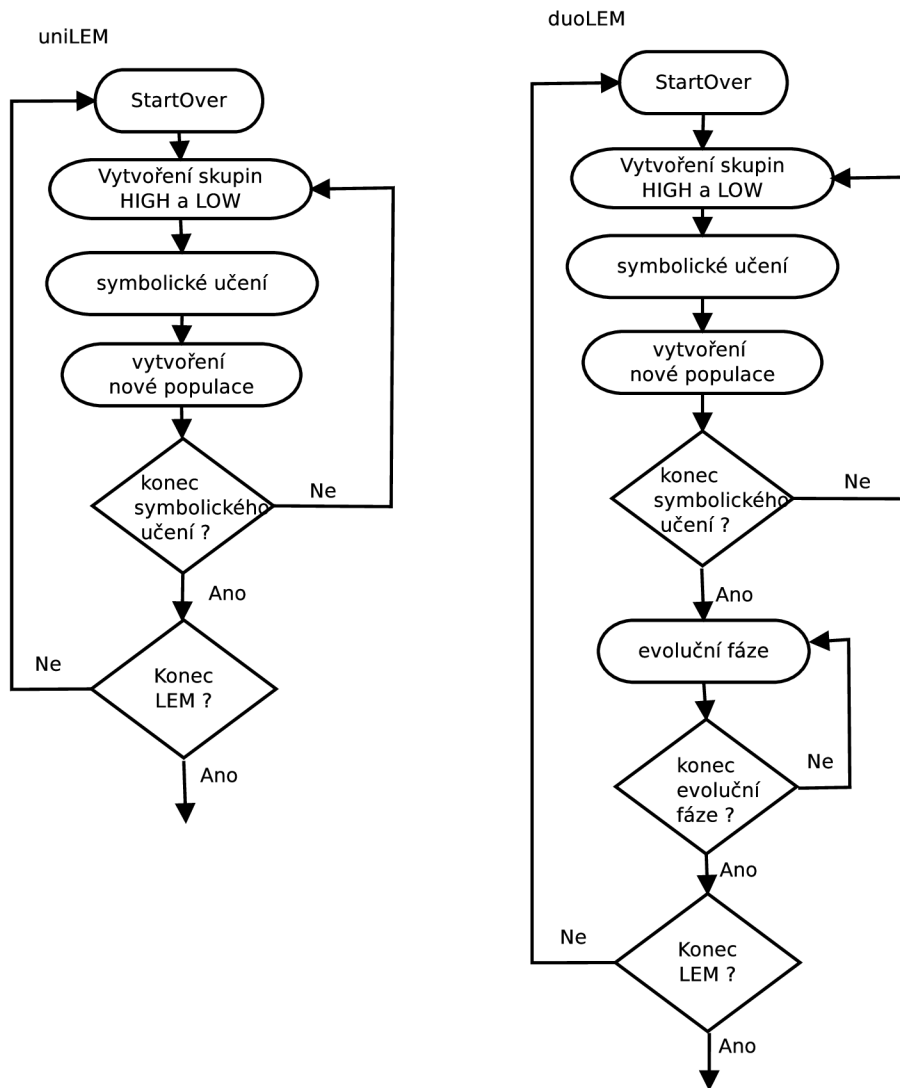 uniLEM
StartOver
Vytvoření skupin
HIGH a LOW
symbolické učení
vytvoření
nové populace
konec
symbolického
učení ?
Ne
Ano
Konec
LEM ?
Ne
Ano
duoLEM
StartOver
Vytvoření skupin
HIGH a LOW
symbolické učení
vytvoření
nové populace
konec
symbolického
učení ?
Ne
Ano
evoluční fáze
konec
evoluční
fáze ?
Ne
Ano
Konec
LEM ?
Ne
Ano